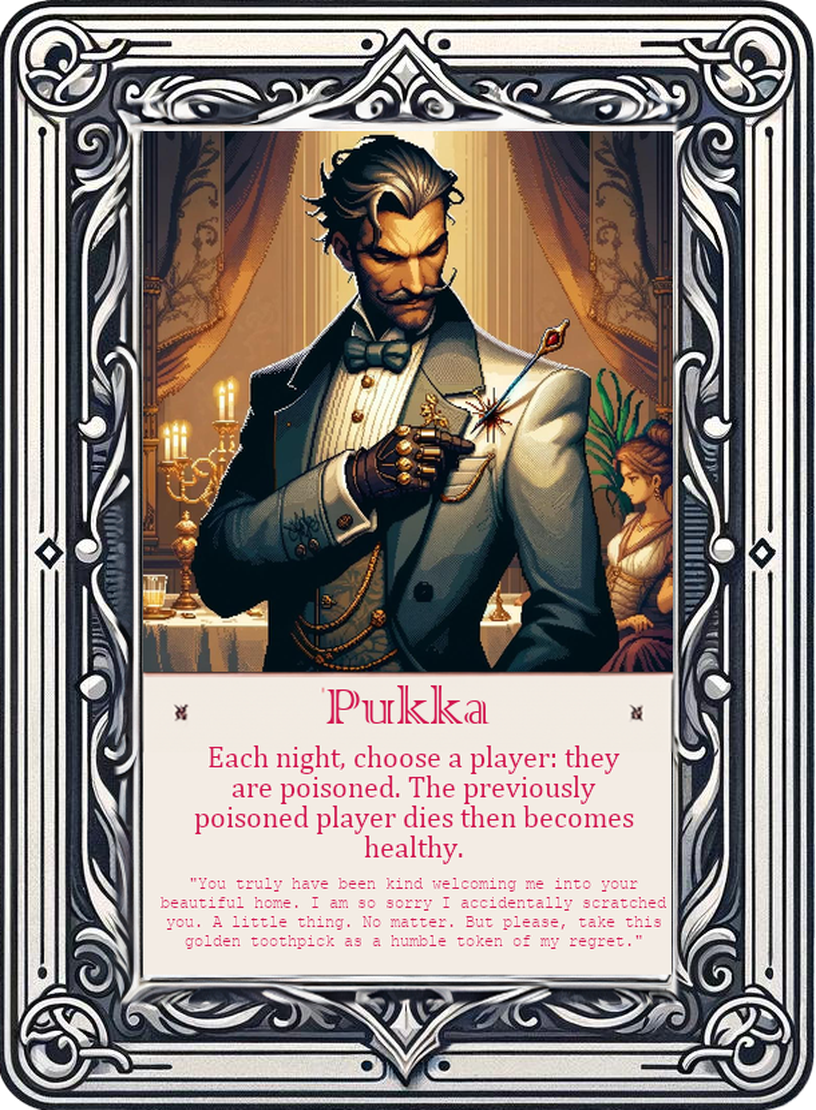 Pukka
Each night, choose a player: they
are poisoned. The previously
poisoned player dies then becomes
healthy.
"You truly have been kind welcoming me into your
beautiful home. I am so sorry I accidentally scratched
you. A little thing. No matter. But please, take this
golden toothpick as a humble token of my regret."